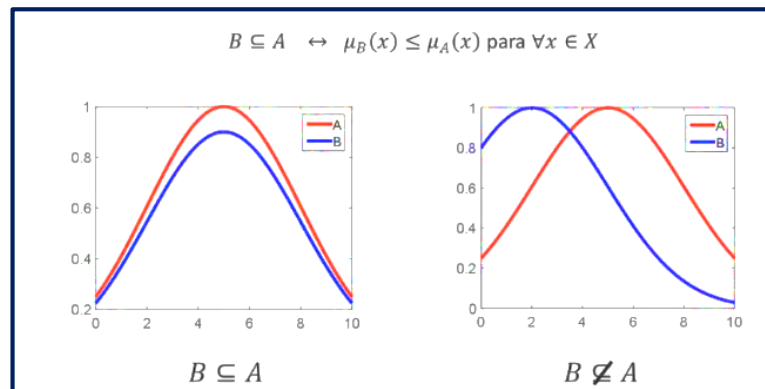 B ⊆ A ↔ μ_B(x) ≤ μ_A(x) para ∀x ∈ X
1
0.8
0.6
0.4
0.2
0 2 4 6 8 10
A
B
B ⊆ A
1
0.8
0.6
0.4
0.2
0
0 2 4 6 8 10
A
B
B ⊈ A